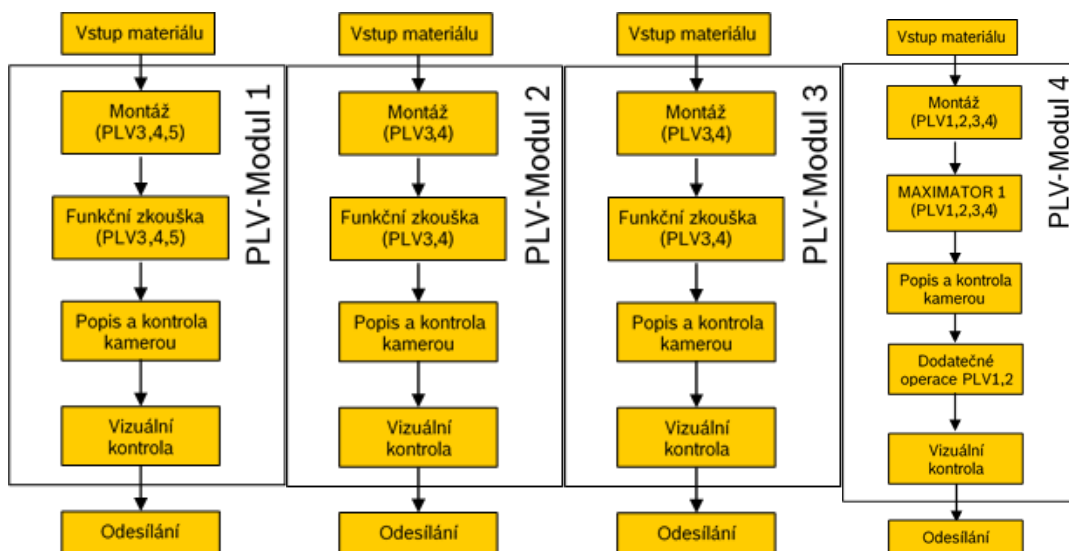 Vstup materiálu
Montáž
(PLV3,4,5)
Funkční zkouška
(PLV3,4,5)
Popis a kontrola
kamerou
Vizuální
kontrola
Odesílání
PLV-Modul 1
Vstup materiálu
Montáž
(PLV3,4)
Funkční zkouška
(PLV3,4)
Popis a kontrola
kamerou
Vizuální
kontrola
Odesílání
PLV-Modul 2
Vstup materiálu
Montáž
(PLV3,4)
Funkční zkouška
(PLV3,4)
Popis a kontrola
kamerou
Vizuální
kontrola
Odesílání
PLV-Modul 3
Vstup materiálu
Montáž
(PLV1,2,3,4)
MAXIMATOR 1
(PLV1,2,3,4)
Popis a kontrola
kamerou
Dodatečné
operace PLV1,2
Vizuální
kontrola
Odesílání
PLV-Modul 4